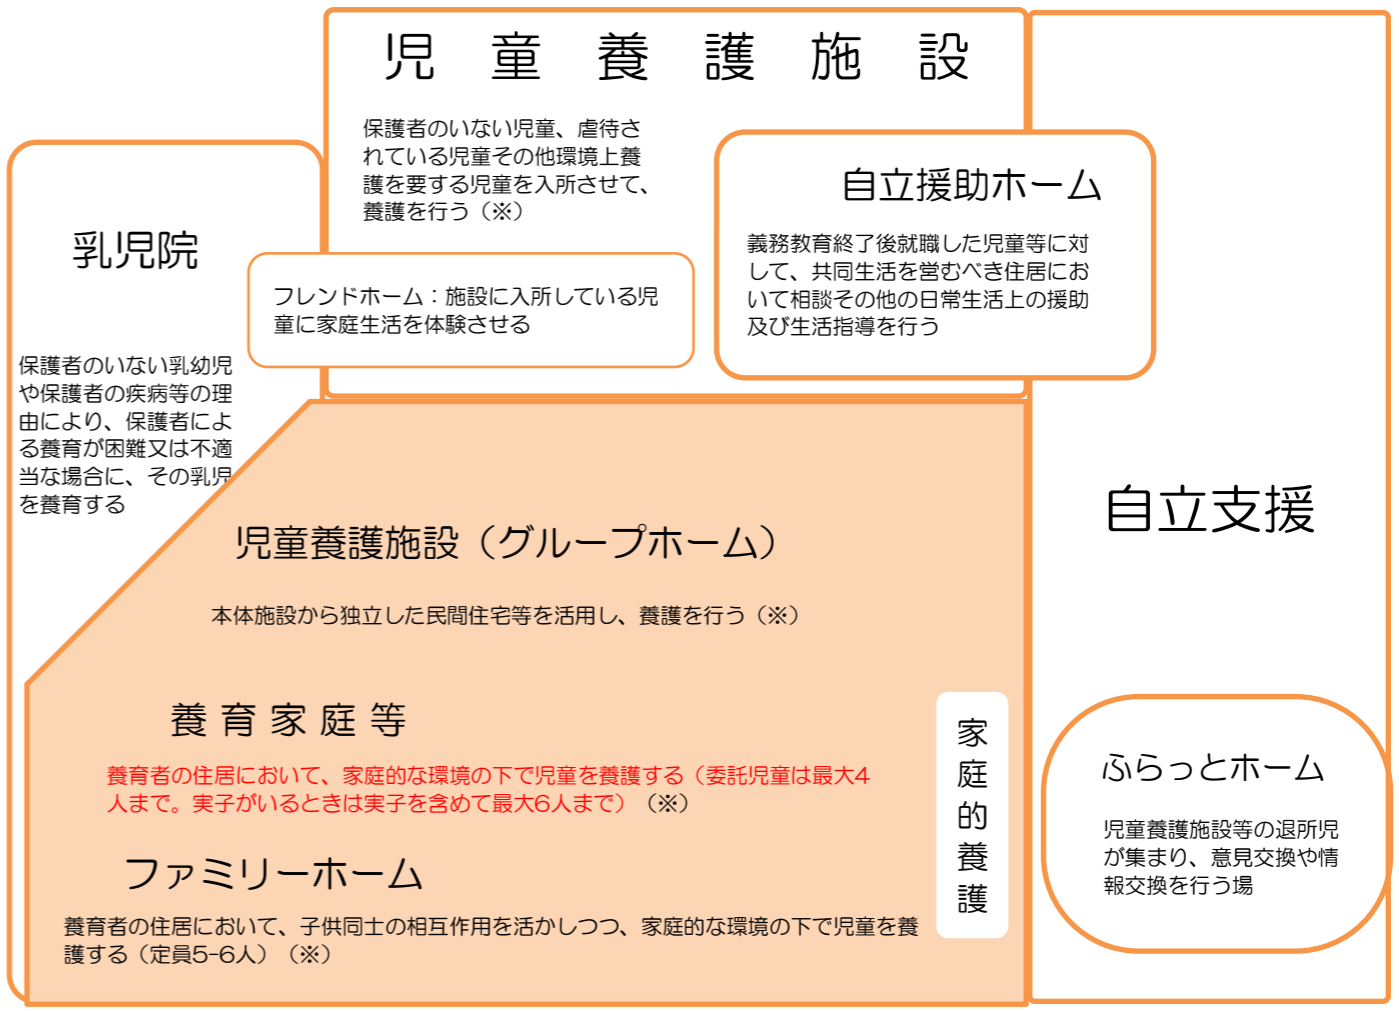 児童養護施設
保護者のいない児童、虐待さ
れている児童その他環境上養
護を要する児童を入所させて、
養護を行う（※）
自立援助ホーム
義務教育終了後就職した児童等に対
して、共同生活を営むべき住居にお
いて相談その他の日常生活上の援助
及び生活指導を行う
乳児院
保護者のいない乳幼児
や保護者の疾病等の理
由により、保護者によ
る養育が困難又は不適
当な場合に、その乳児
を養育する
フレンドホーム：施設に入所している児
童に家庭生活を体験させる
児童養護施設（グループホーム）
本体施設から独立した民間住宅等を活用し、養護を行う（※）
養育家庭等
養育者の住居において、家庭的な環境の下で児童を養護する（委託児童は最大4
人まで。実子がいるときは実子を含めて最大6人まで）（※）
ファミリーホーム
養育者の住居において、子供同士の相互作用を活かしつつ、家庭的な環境の下で児童を養
護する（定員5-6人）（※）
家庭的養護
自立支援
ふらっとホーム
児童養護施設等の退所児
が集まり、意見交換や情
報交換を行う場